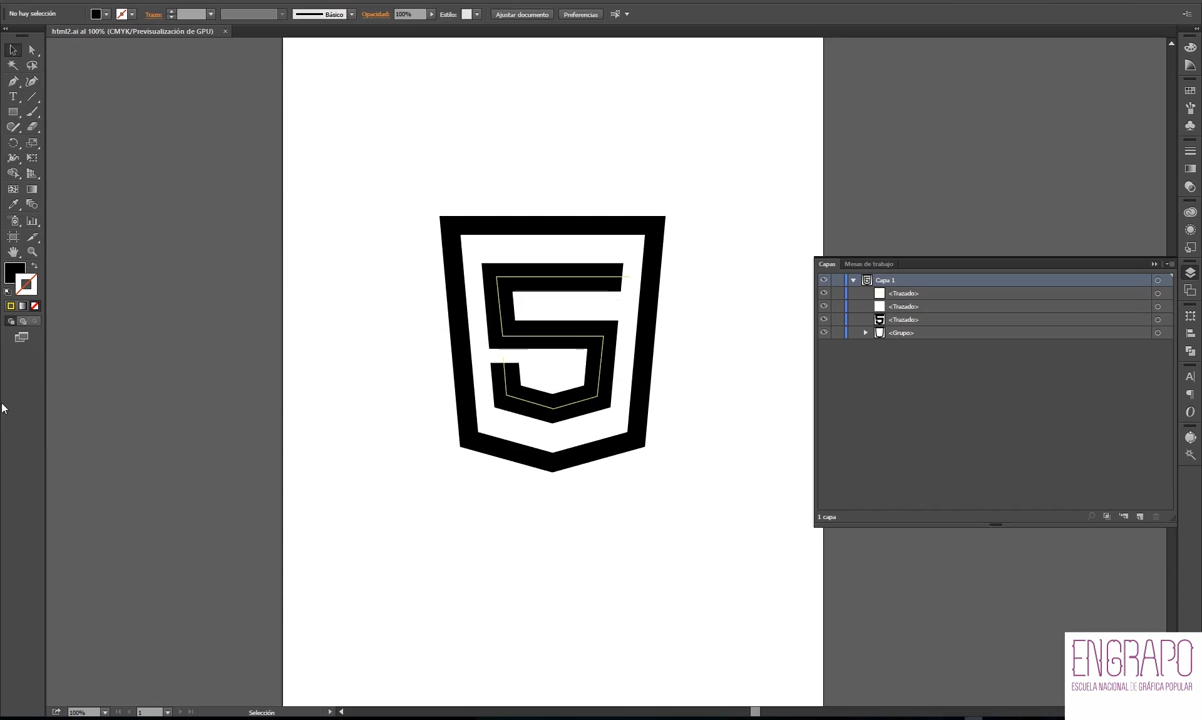 No hay selección
Trazo:
Básico
Opacidad:
100%
Estilo:
Ajustar documento
Preferencias
html2.ai al 100% (CMYK/Previsualización de GPU)
×
T
5
Capas
Mesas de trabajo
Capa 1
<Trazado>
<Trazado>
<Trazado>
<Grupo>
1 capa
A
¶
O
100%
1
Selección
ENGRAPO
ESCUELA NACIONAL DE GRÁFICA POPULAR